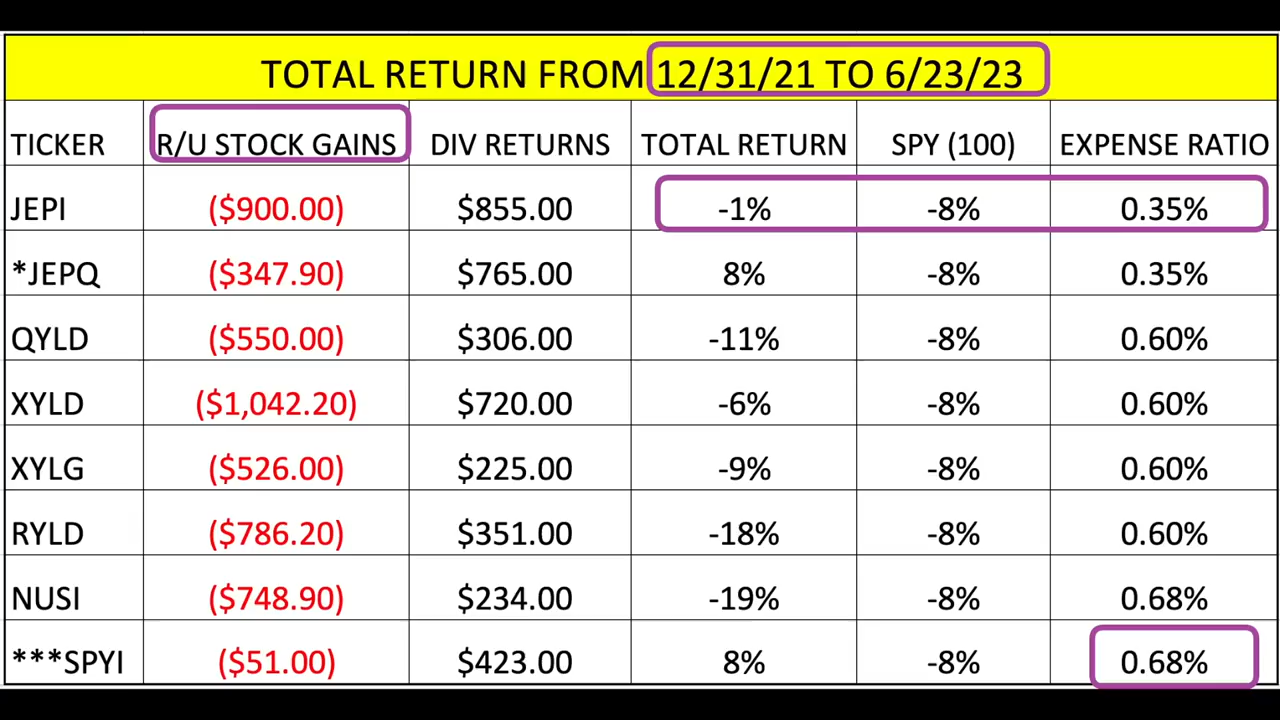 TOTAL RETURN FROM 12/31/21 TO 6/23/23
TICKER R/U STOCK GAINS DIV RETURNS TOTAL RETURN SPY (100) EXPENSE RATIO
JEPI ($900.00) $855.00 -1% -8% 0.35%
*JEPQ ($347.90) $765.00 8% -8% 0.35%
QYLD ($550.00) $306.00 -11% -8% 0.60%
XYLD ($1,042.20) $720.00 -6% -8% 0.60%
XYLG ($526.00) $225.00 -9% -8% 0.60%
RYLD ($786.20) $351.00 -18% -8% 0.60%
NUSI ($748.90) $234.00 -19% -8% 0.68%
***SPYI ($51.00) $423.00 8% -8% 0.68%